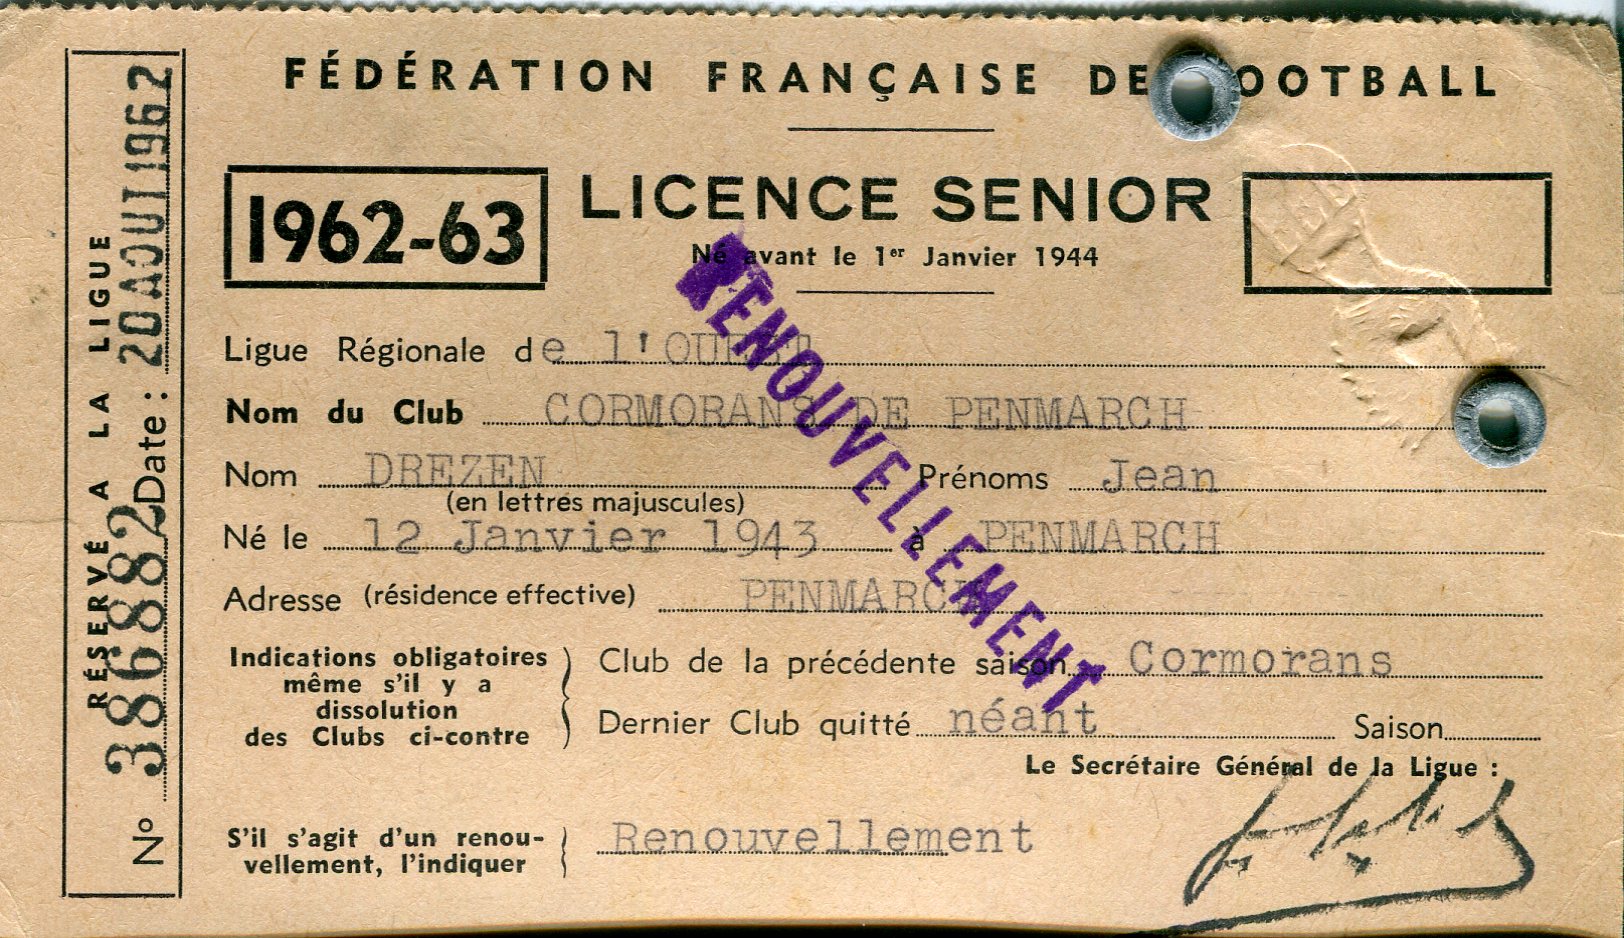 FÉDÉRATION FRANÇAISE DE OOTBALL
1962-63
LICENCE SENIOR
Né avant le 1er Janvier 1944
RENOUVELLEMENT
Ligue Régionale de l'OUEST
Nom du Club CORMORANS DE PENMARCH
Nom DREZEN Prénoms Jean
(en lettres majuscules)
Né le 12 Janvier 1943 à PENMARCH
Adresse (résidence effective) PENMARCH
Indications obligatoires
même s'il y a
dissolution
des Clubs ci-contre
Club de la précédente saison Cormorans
Dernier Club quitté néant Saison
Le Secrétaire Général de la Ligue :
S'il s'agit d'un renou-
vellement, l'indiquer
Renouvellement
RÉSERVÉ A LA LIGUE
No 386882 Date : 20 AOUT 1962